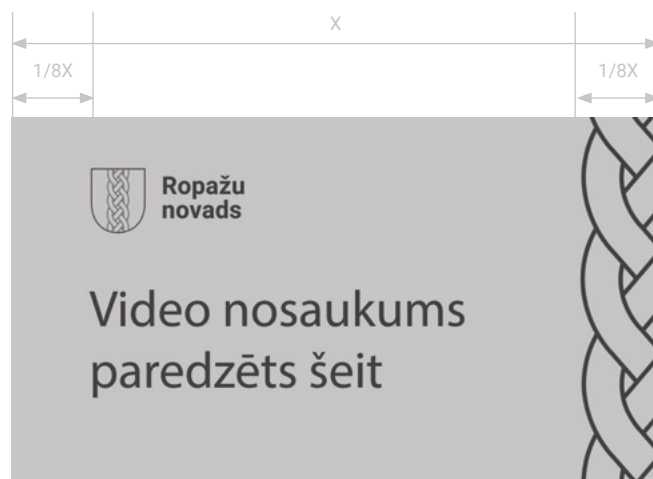 X
1/8X
1/8X
Ropažu
novads
Video nosaukums
paredzēts šeit